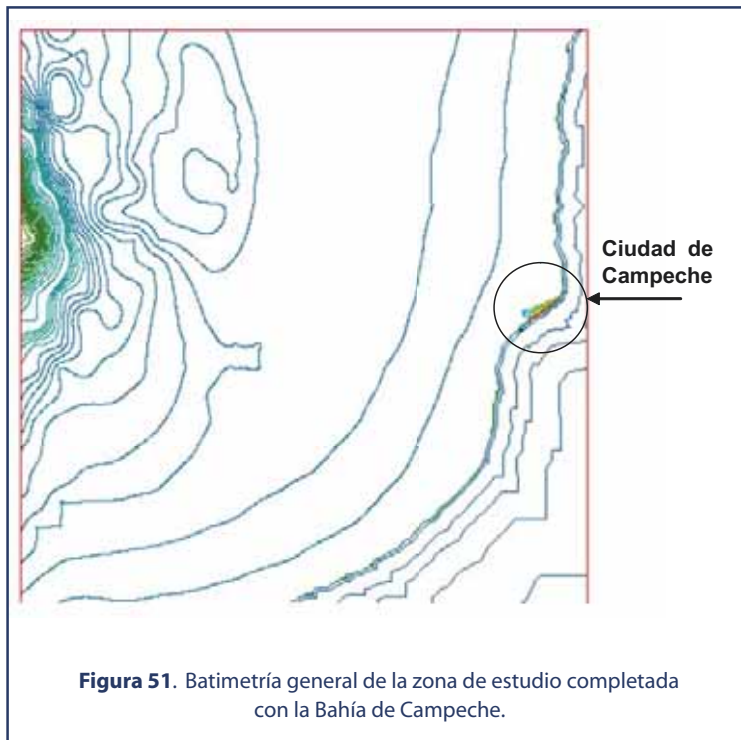 Ciudad de
Campeche
Figura 51. Batimetría general de la zona de estudio completada
con la Bahía de Campeche.